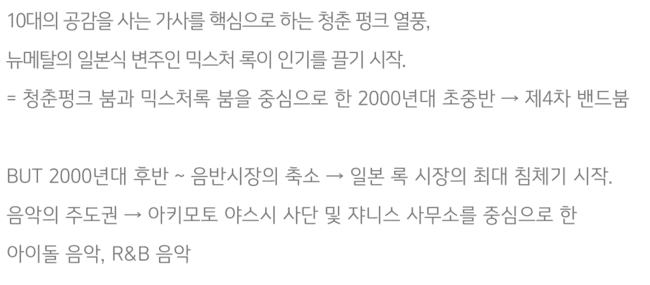 10대의 공감을 사는 가사를 핵심으로 하는 청춘 펑크 열풍,
뉴메탈의 일본식 변주인 믹스처 록이 인기를 끌기 시작.
= 청춘펑크 붐과 믹스처록 붐을 중심으로 한 2000년대 초중반 → 제4차 밴드붐
BUT 2000년대 후반 ~ 음반시장의 축소 → 일본 록 시장의 최대 침체기 시작.
음악의 주도권 → 아키모토 야스시 사단 및 쟈니스 사무소를 중심으로 한
아이돌 음악, R&B 음악